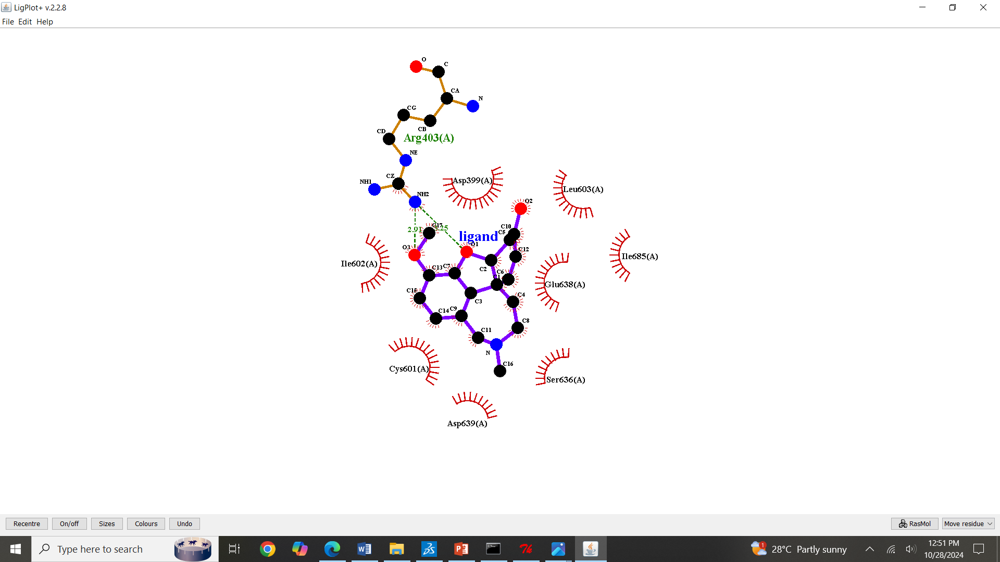 LigPlot+ v.2.2.8
File Edit Help
O
C
CA
N
CG
CB
CD
Arg403(A)
NE
CZ
NH1
NH2
Asp399(A)
Leu603(A)
O2
C17
2.91
3.25
C10
C5
ligand
O1
O3
C12
Ile685(A)
Ile602(A)
C13
C7
C2
C6
C1
Glu638(A)
C15
C3
C4
C14
C9
C8
C11
N
C16
Cys601(A)
Ser636(A)
Asp639(A)
Recentre On/off Sizes Colours Undo RasMol Move residue
Type here to search
28°C Partly sunny
12:51 PM
10/28/2024